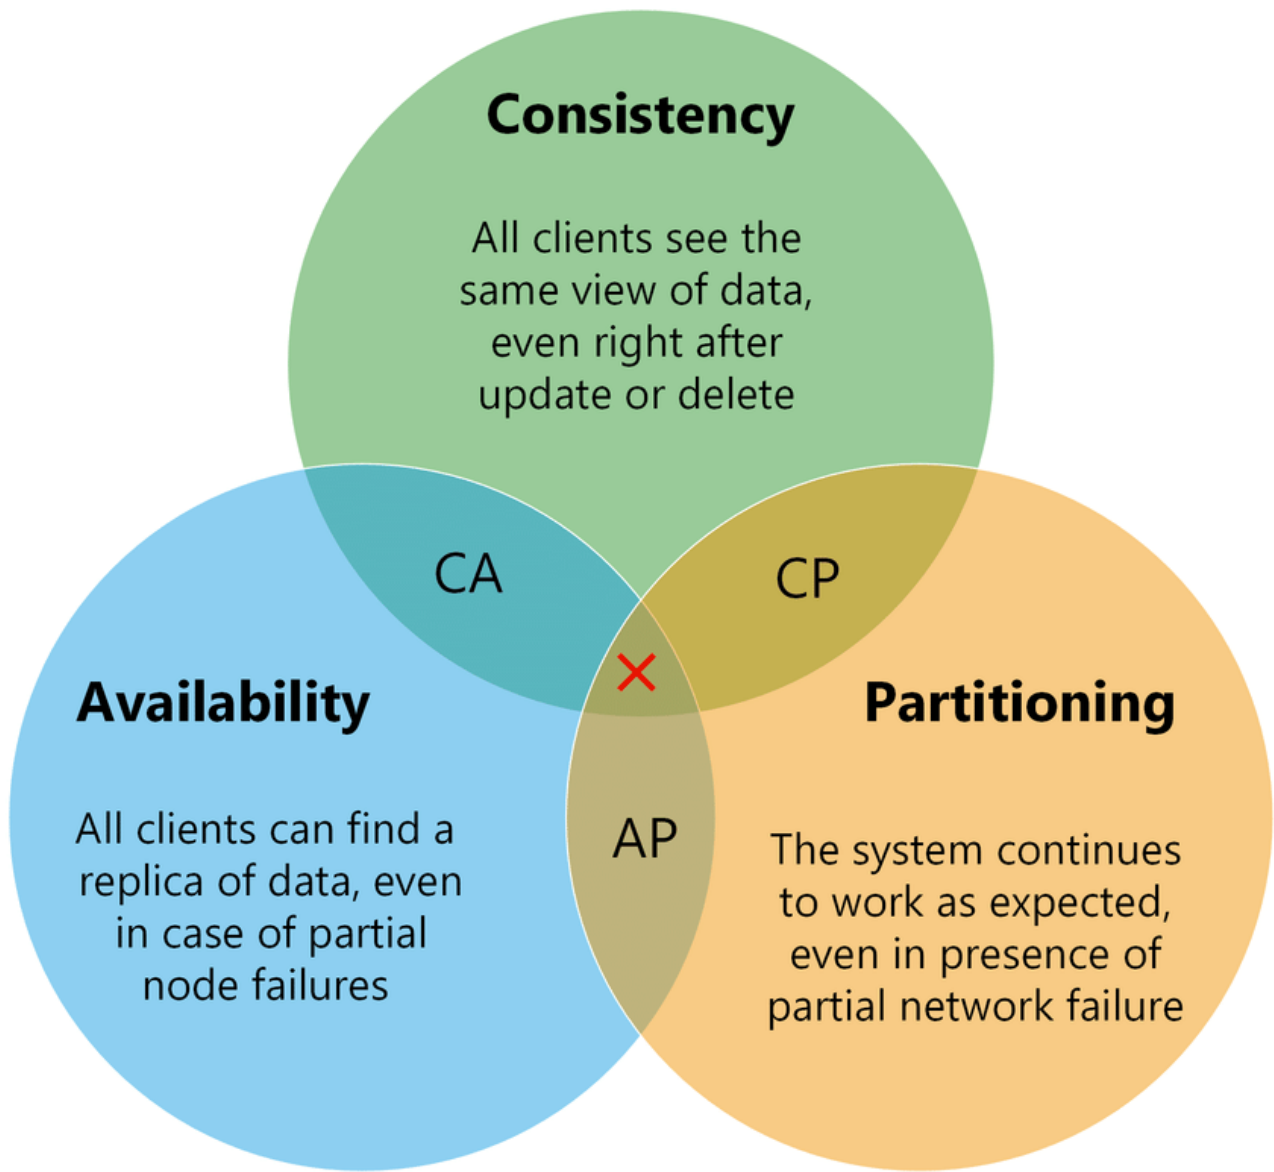 Consistency
All clients see the
same view of data,
even right after
update or delete
CA
CP
Availability
All clients can find a
replica of data, even
in case of partial
node failures
AP
Partitioning
The system continues
to work as expected,
even in presence of
partial network failure